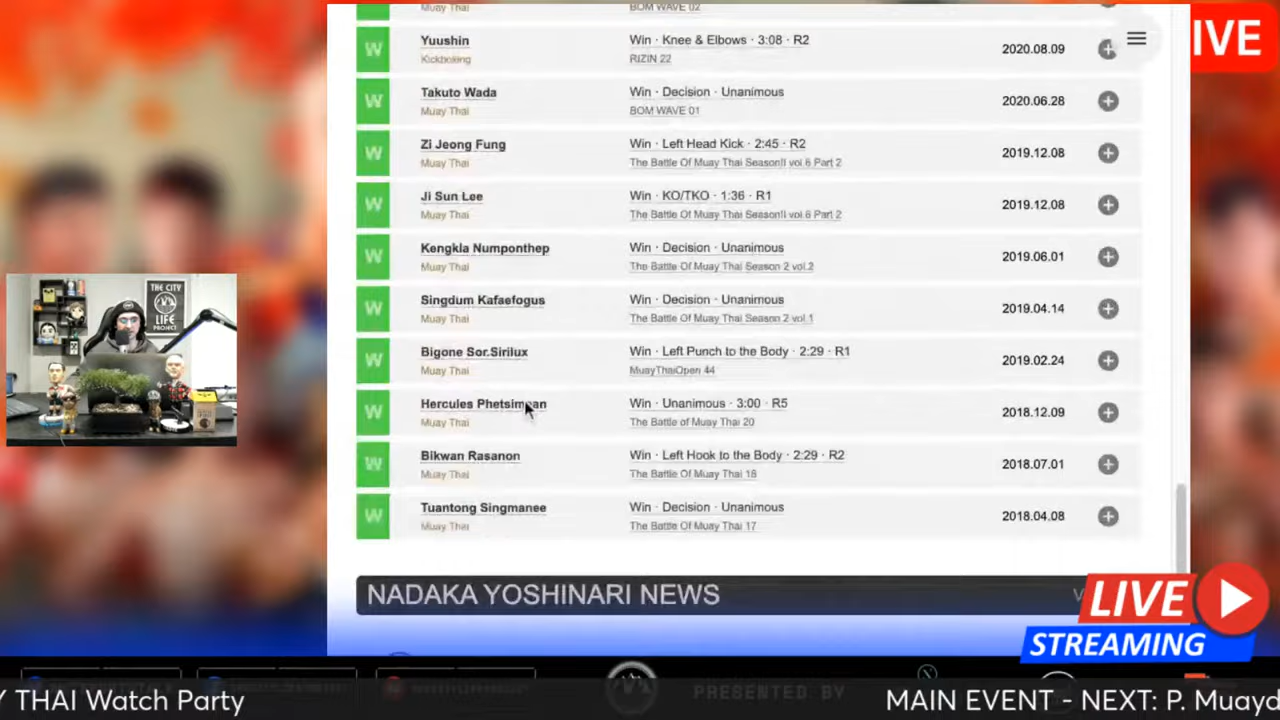 Muay Thai
BOM WAVE 02
W
Yuushin
Win · Knee & Elbows · 3:08 · R2
2020.08.09
Kickboxing
RIZIN 22
W
Takuto Wada
Win · Decision · Unanimous
2020.06.28
Muay Thai
BOM WAVE 01
W
Zi Jeong Fung
Win · Left Head Kick · 2:45 · R2
2019.12.08
Muay Thai
The Battle Of Muay Thai SeasonII vol.6 Part 2
W
Ji Sun Lee
Win · KO/TKO · 1:36 · R1
2019.12.08
Muay Thai
The Battle Of Muay Thai SeasonII vol.6 Part 2
W
Kengkla Numponthep
Win · Decision · Unanimous
2019.06.01
Muay Thai
The Battle Of Muay Thai Season 2 vol.2
W
Singdum Kafaefogus
Win · Decision · Unanimous
2019.04.14
Muay Thai
The Battle Of Muay Thai Season 2 vol.1
W
Bigone Sor.Sirilux
Win · Left Punch to the Body · 2:29 · R1
2019.02.24
Muay Thai
MuayThaiOpen 44
W
Hercules
Win · Unanimous · 3:00 · R5
2018.12.09
Muay Thai
The Battle of Muay Thai 20
W
Bikwan Rasanon
Win · Left Hook to the Body · 2:29 · R2
2018.07.01
Muay Thai
The Battle Of Muay Thai 18
W
Tuantong Singmanee
Win · Decision · Unanimous
2018.04.08
Muay Thai
The Battle Of Muay Thai 17
NADAKA YOSHINARI NEWS
IVE
THE CITY
LIFE
PROJECT
LIVE
STREAMING
PRESENTED BY
Y THAI Watch Party
MAIN EVENT - NEXT: P. Muayd